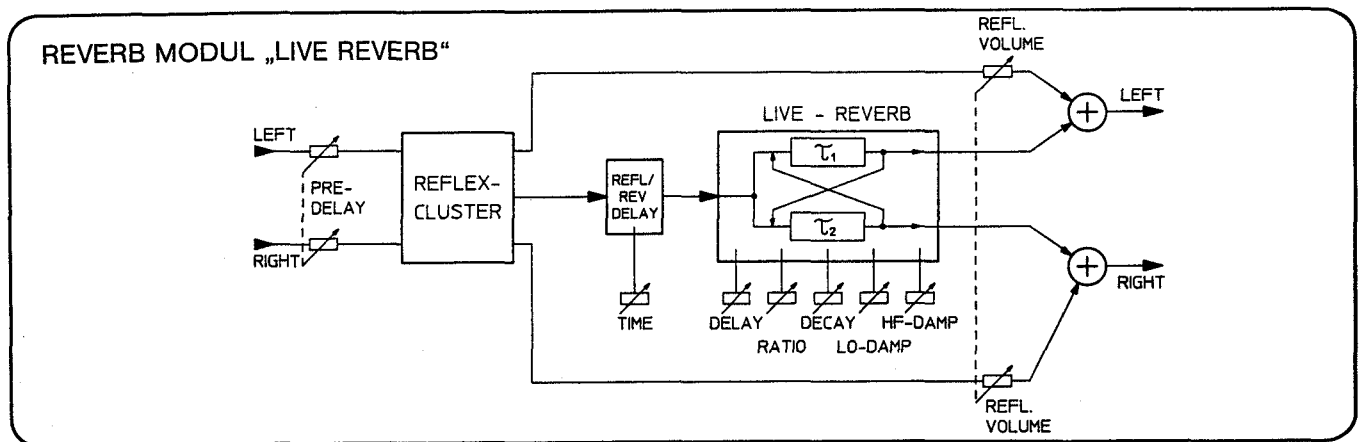 REVERB MODUL „LIVE REVERB“
REFL.
VOLUME
LEFT
LIVE - REVERB
LEFT
τ₁
PRE-
DELAY
REFLEX-
CLUSTER
REFL/
REV
DELAY
τ₂
RIGHT
RIGHT
TIME
DELAY
DECAY
HF-DAMP
RATIO
LO-DAMP
REFL.
VOLUME